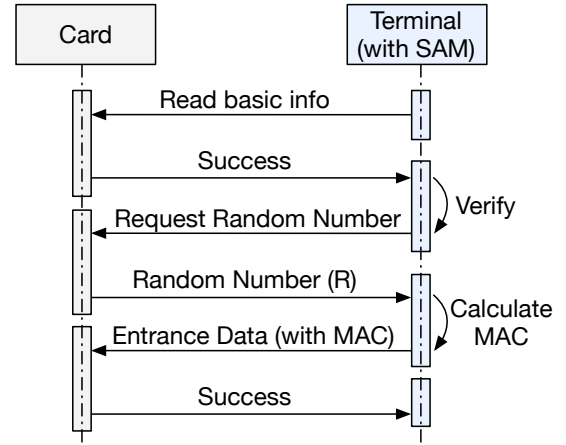 Card
Terminal
(with SAM)
Read basic info
Success
Verify
Request Random Number
Random Number (R)
Calculate
MAC
Entrance Data (with MAC)
Success